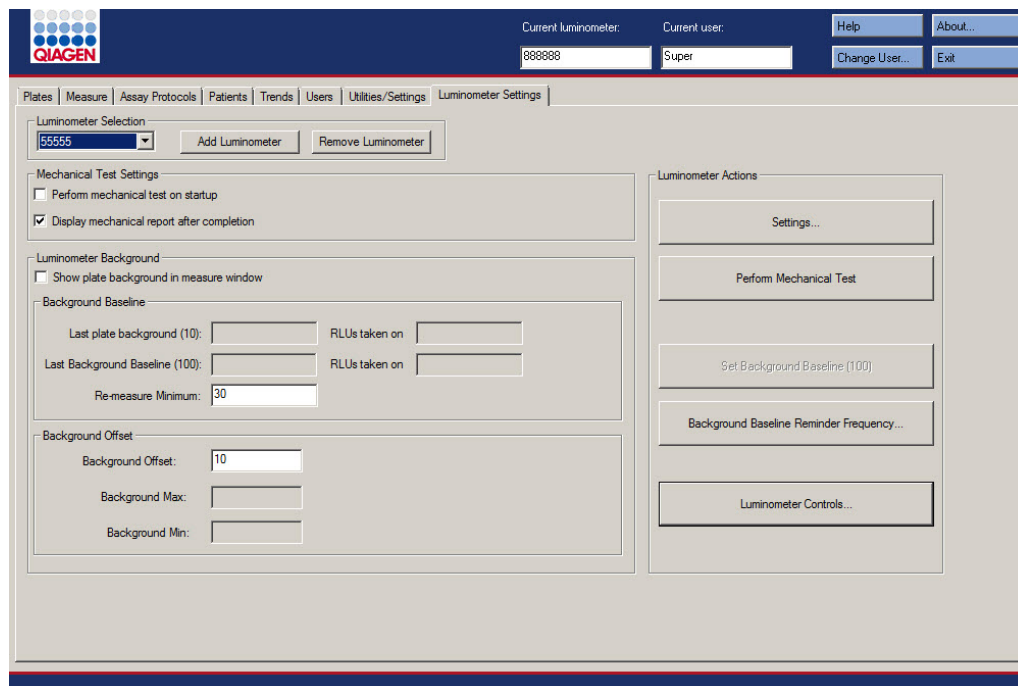 QIAGEN
Current luminometer: Current user: Help About...
888888 Super Change User... Exit
Plates Measure Assay Protocols Patients Trends Users Utilities/Settings Luminometer Settings
Luminometer Selection
55555 Add Luminometer Remove Luminometer
Mechanical Test Settings
Perform mechanical test on startup
Display mechanical report after completion
Luminometer Background
Show plate background in measure window
Background Baseline
Last plate background (10): RLUs taken on
Last Background Baseline (100): RLUs taken on
Re-measure Minimum: 30
Background Offset
Background Offset: 10
Background Max:
Background Min:
Luminometer Actions
Settings...
Perform Mechanical Test
Set Background Baseline (100)
Background Baseline Reminder Frequency...
Luminometer Controls...